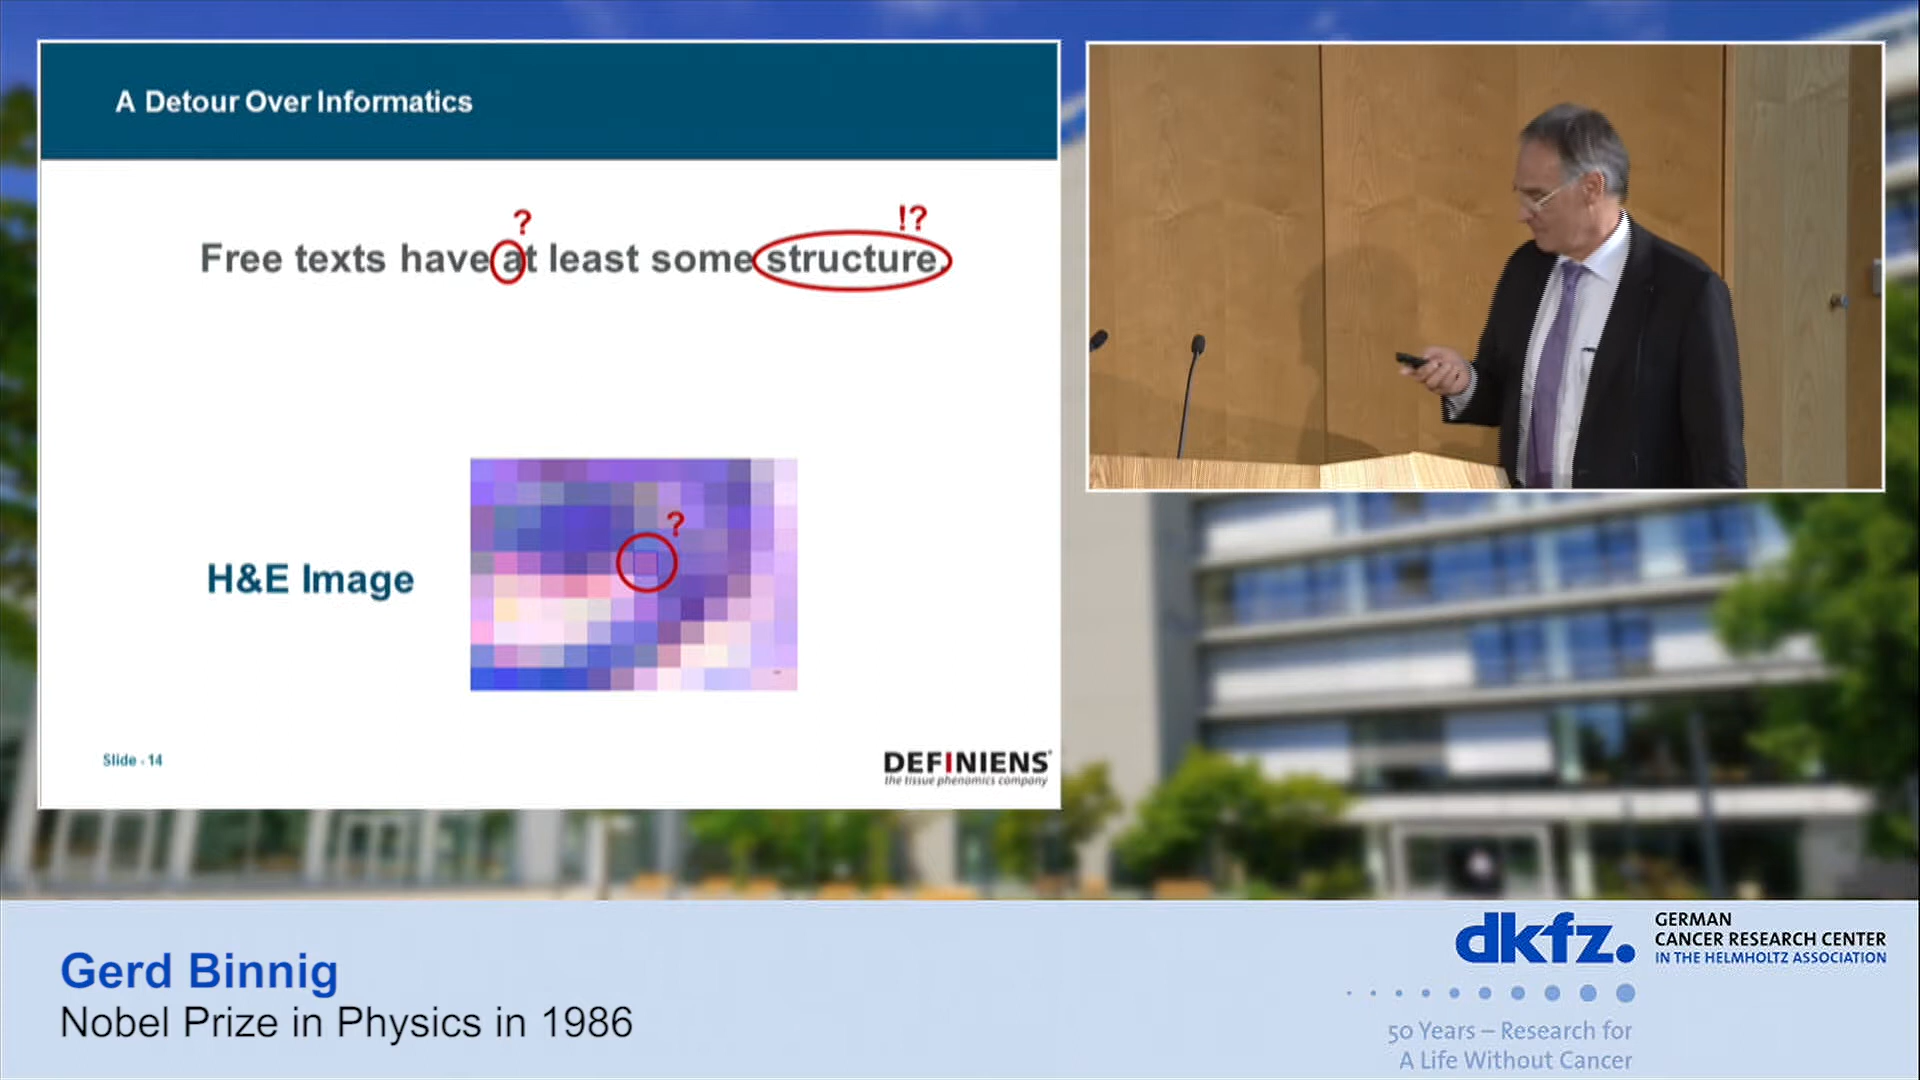 A Detour Over Informatics
?
!?
Free texts have at least some structure.
?
H&E Image
Slide - 14
DEFINIENS
the tissue phenomics company
Gerd Binnig
Nobel Prize in Physics in 1986
dkfz.
GERMAN
CANCER RESEARCH CENTER
IN THE HELMHOLTZ ASSOCIATION
50 Years – Research for
A Life Without Cancer